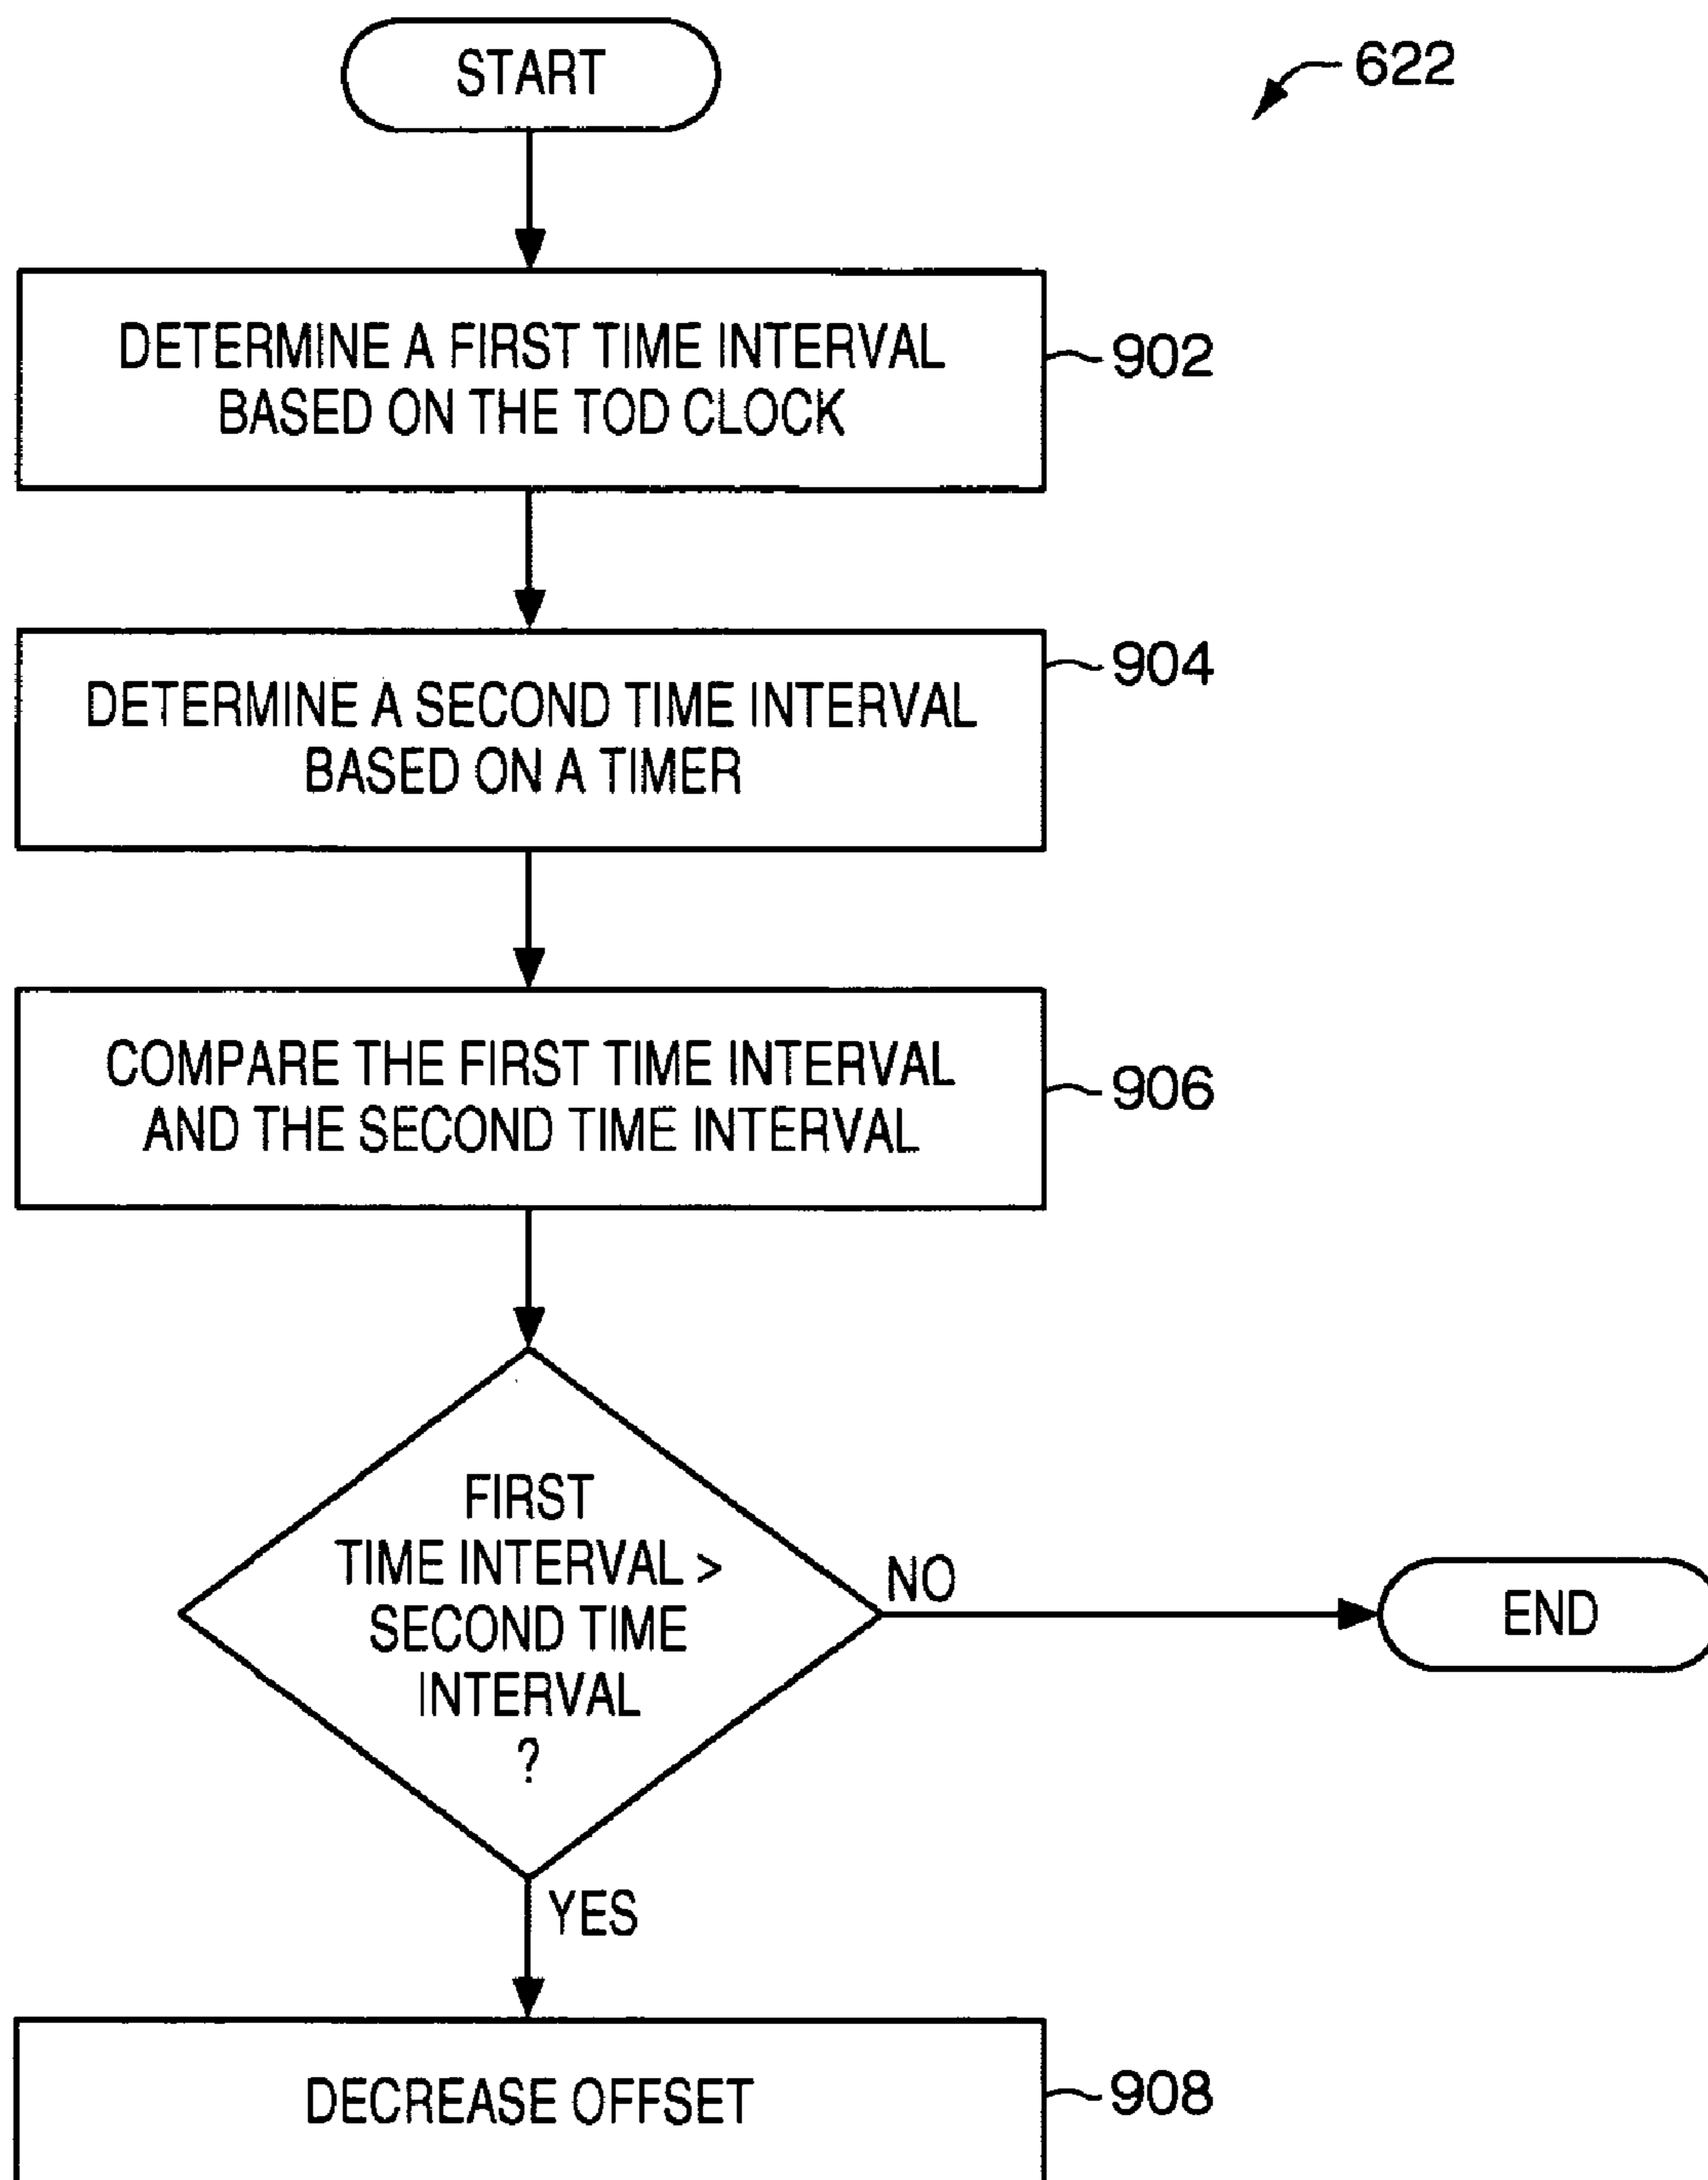 START
622
DETERMINE A FIRST TIME INTERVAL
BASED ON THE TOD CLOCK
902
DETERMINE A SECOND TIME INTERVAL
BASED ON A TIMER
904
COMPARE THE FIRST TIME INTERVAL
AND THE SECOND TIME INTERVAL
906
FIRST
TIME INTERVAL >
SECOND TIME
INTERVAL
?
NO
END
YES
DECREASE OFFSET
908